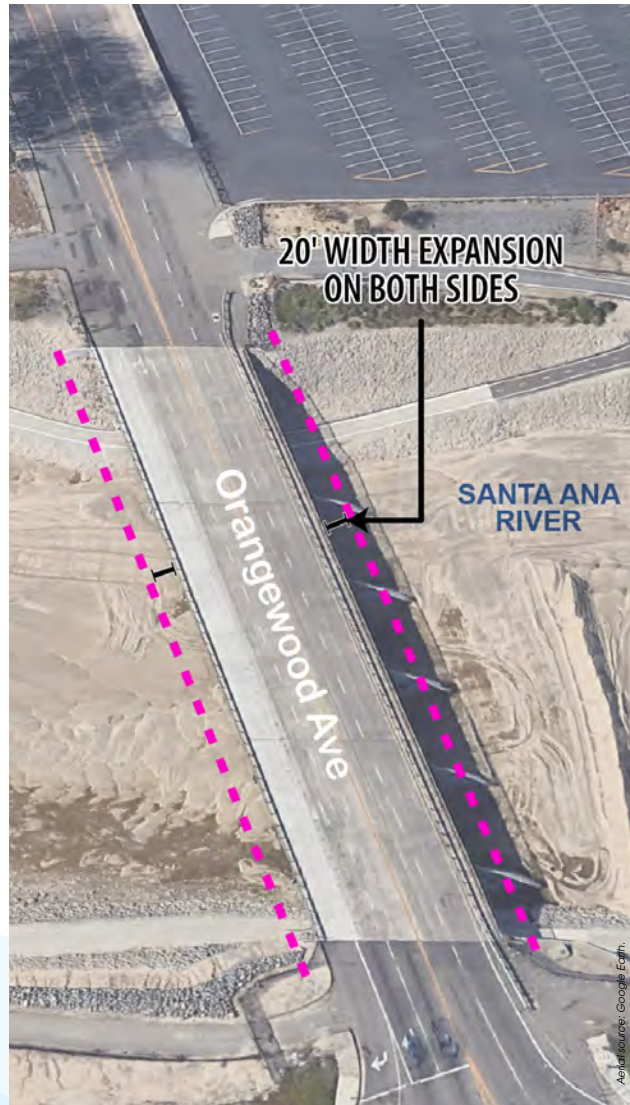 20' WIDTH EXPANSION
ON BOTH SIDES
SANTA ANA
RIVER
Orangewood Ave
Aerial source: Google Earth.